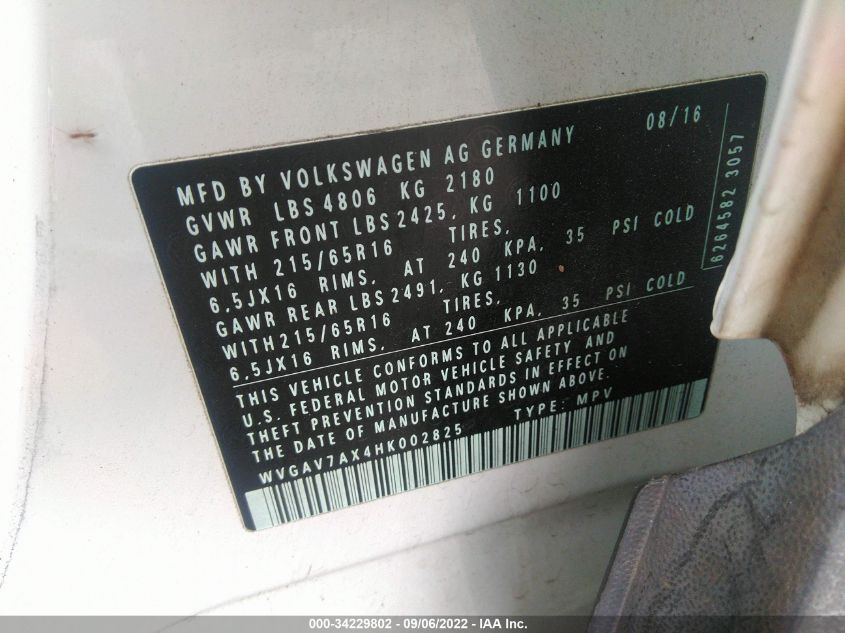 MFD BY VOLKSWAGEN AG GERMANY 08/16
GVWR LBS 4806 KG 2180
GAWR FRONT LBS 2425, KG 1100
WITH 215/65R16 TIRES,
6,5JX16 RIMS, AT 240 KPA, 35 PSI COLD
GAWR REAR LBS 2491, KG 1130
WITH 215/65R16 TIRES,
6,5JX16 RIMS, AT 240 KPA, 35 PSI COLD
THIS VEHICLE CONFORMS TO ALL APPLICABLE
U.S. FEDERAL MOTOR VEHICLE SAFETY AND
THEFT PREVENTION STANDARDS IN EFFECT ON
THE DATE OF MANUFACTURE SHOWN ABOVE.
WVGAV7AX4HK002825 TYPE: MPV
6264582 3057
000-34229802 - 09/06/2022 - IAA Inc.